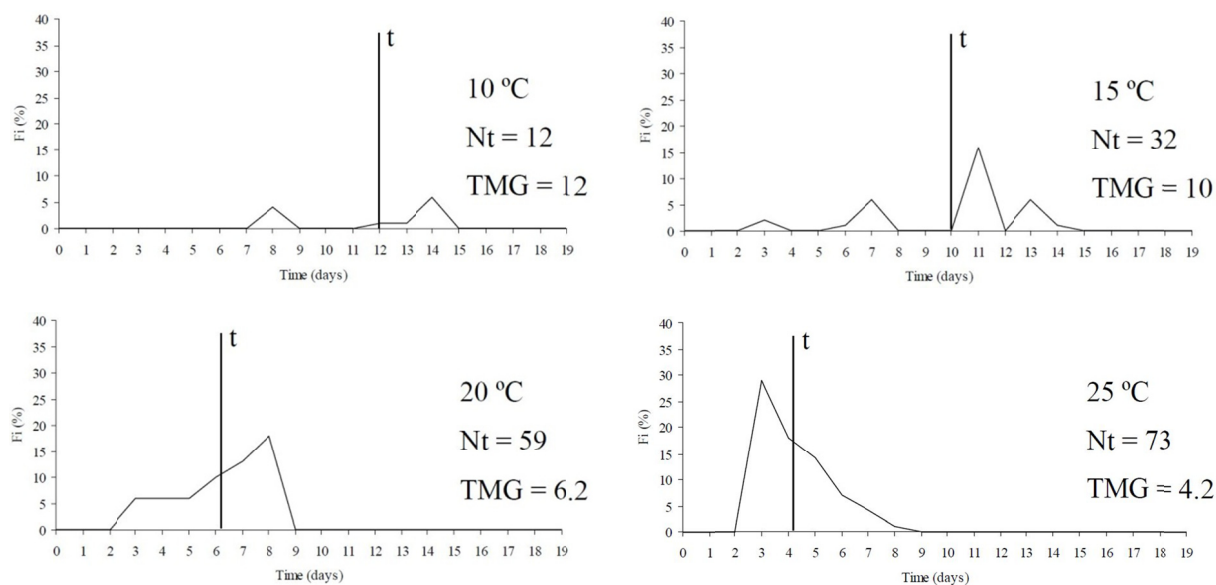 40
35
30
25
20
15
10
5
0
Fi (%)
t
10 ºC
Nt = 12
TMG = 12
0 1 2 3 4 5 6 7 8 9 10 11 12 13 14 15 16 17 18 19
Time (days)
40
35
30
25
20
15
10
5
0
Fi (%)
t
15 ºC
Nt = 32
TMG = 10
0 1 2 3 4 5 6 7 8 9 10 11 12 13 14 15 16 17 18 19
Time (days)
40
35
30
25
20
15
10
5
0
Fi (%)
t
20 ºC
Nt = 59
TMG = 6.2
0 1 2 3 4 5 6 7 8 9 10 11 12 13 14 15 16 17 18 19
Time (days)
40
35
30
25
20
15
10
5
0
Fi (%)
t
25 ºC
Nt = 73
TMG = 4.2
0 1 2 3 4 5 6 7 8 9 10 11 12 13 14 15 16 17 18 19
Time (days)